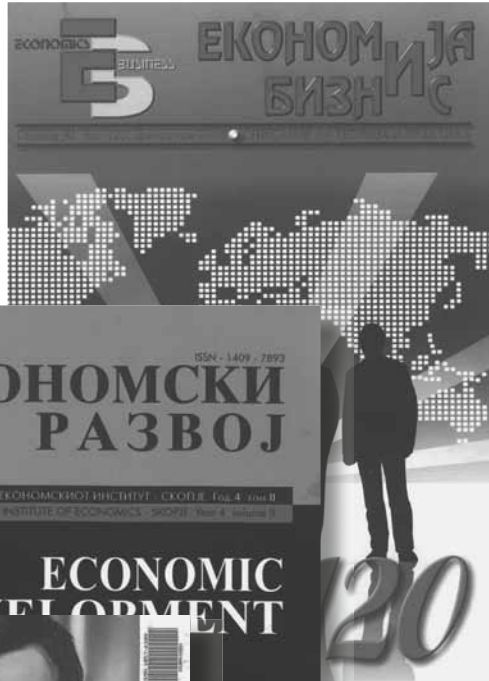 ECONOMICS
BUSINESS
ЕКОНОМИЈА
БИЗНИС
ISSN - 1409 - 7893
ОНОМСКИ
РАЗВОЈ
ЕКОНОМСКИОТ ИНСТИТУТ - СКОПЈЕ Год. 4 том II
INSTITUTE OF ECONOMICS - SKOPJE Year 4, volume II
ECONOMIC
VELOPMENT
120